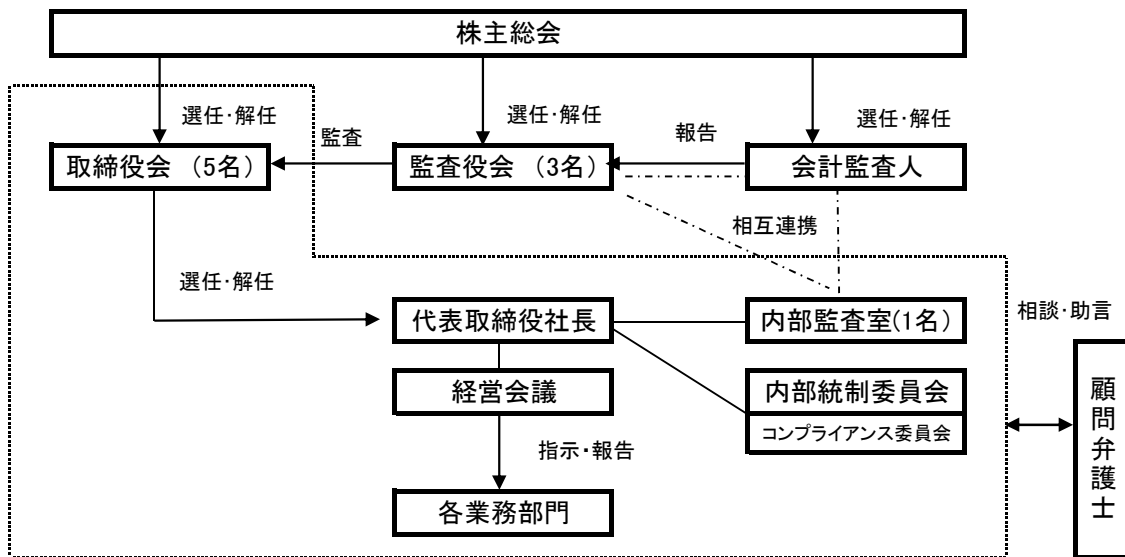 株主総会
選任・解任
選任・解任
選任・解任
監査
報告
取締役会 (5名)
監査役会 (3名)
会計監査人
相互連携
選任・解任
代表取締役社長
内部監査室(1名)
相談・助言
経営会議
内部統制委員会
コンプライアンス委員会
指示・報告
各業務部門
顧問弁護士